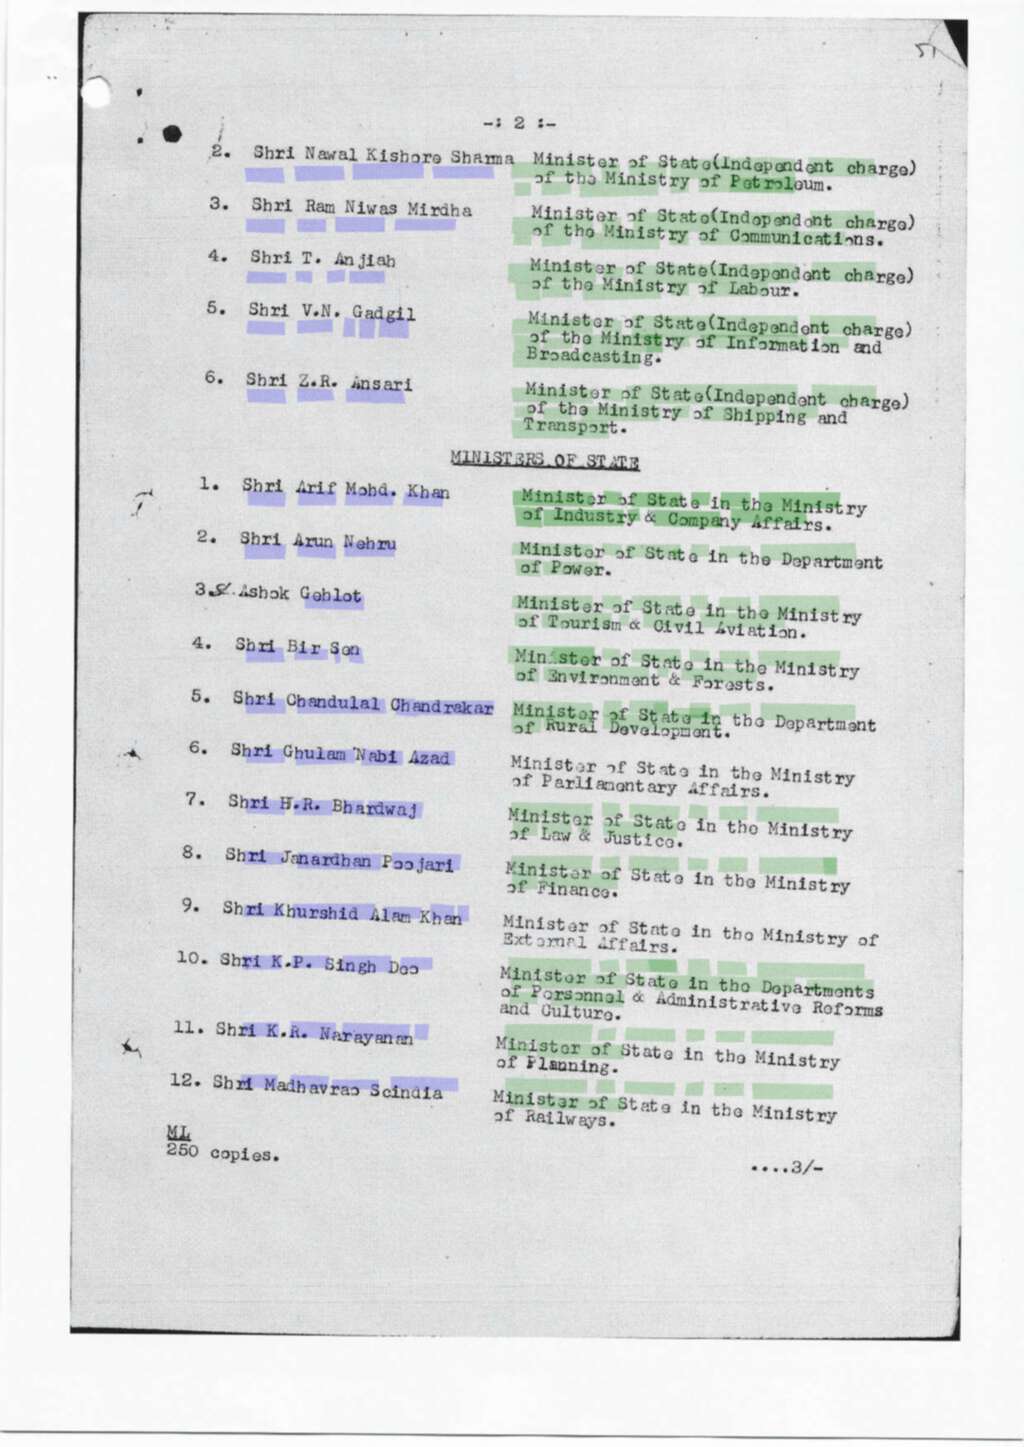 51
-: 2 :-
2. Shri Nawal Kishore Sharma Minister of State(Independent charge)
of the Ministry of Petroleum.
3. Shri Ram Niwas Mirdha Minister of State(Independent charge)
of the Ministry of Communications.
4. Shri T. Anjiah Minister of State(Independent charge)
of the Ministry of Labour.
5. Shri V.N. Gadgil Minister of State(Independent charge)
of the Ministry of Information and
Broadcasting.
6. Shri Z.R. Ansari Minister of State(Independent charge)
of the Ministry of Shipping and
Transport.
MINISTERS OF STATE
1. Shri Arif Mohd. Khan Minister of State in the Ministry
of Industry & Company Affairs.
2. Shri Arun Nehru Minister of State in the Department
of Power.
3. Ashok Gehlot Minister of State in the Ministry
of Tourism & Civil Aviation.
4. Shri Bir Sen Minister of State in the Ministry
of Environment & Forests.
5. Shri Chandulal Chandrakar Minister of State in the Department
of Rural Development.
6. Shri Ghulam Nabi Azad Minister of State in the Ministry
of Parliamentary Affairs.
7. Shri H.R. Bhardwaj Minister of State in the Ministry
of Law & Justice.
8. Shri Janardhan Poojari Minister of State in the Ministry
of Finance.
9. Shri Khurshid Alam Khan Minister of State in the Ministry of
External Affairs.
10. Shri K.P. Singh Deo Minister of State in the Departments
of Personnel & Administrative Reforms
and Culture.
11. Shri K.R. Narayanan Minister of State in the Ministry
of Planning.
12. Shri Madhavrao Scindia Minister of State in the Ministry
of Railways.
ML
250 copies.
....3/-